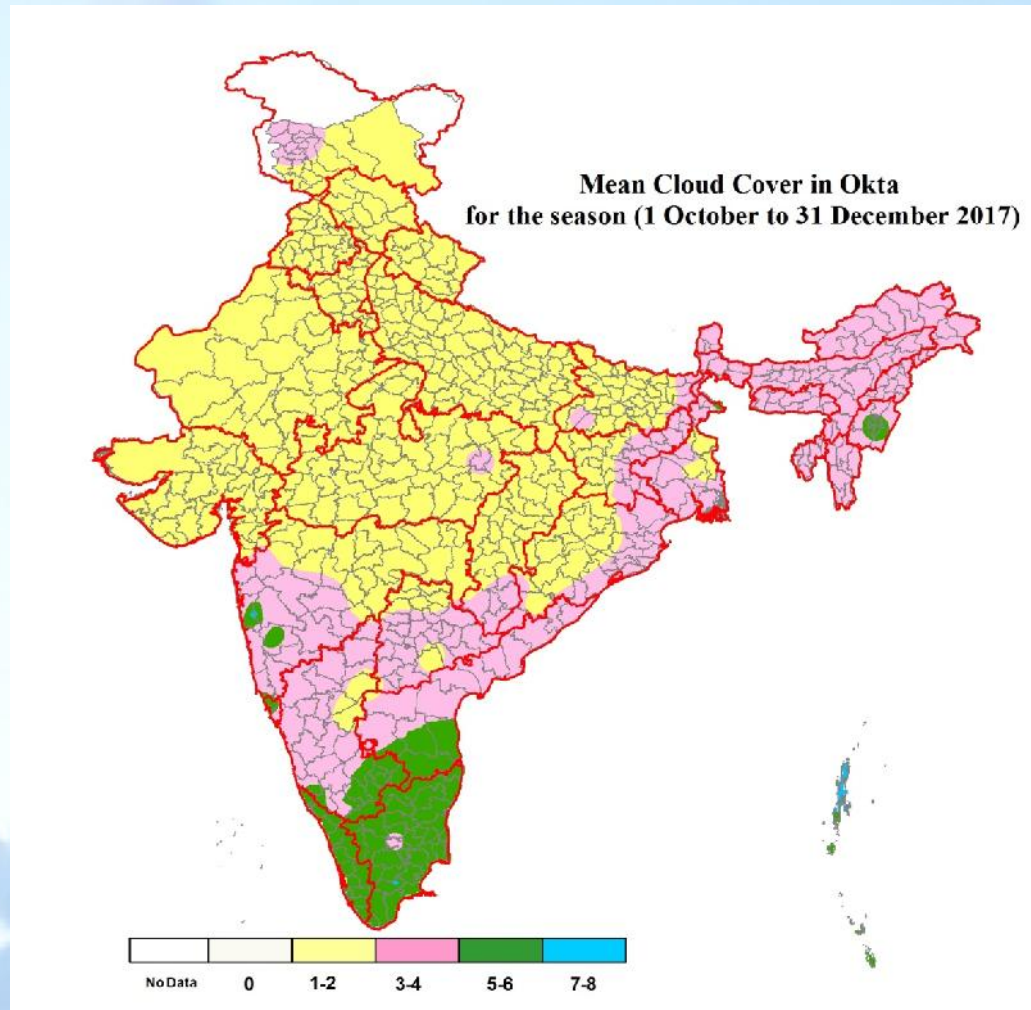 Mean Cloud Cover in Okta
for the season (1 October to 31 December 2017)
No Data 0 1-2 3-4 5-6 7-8